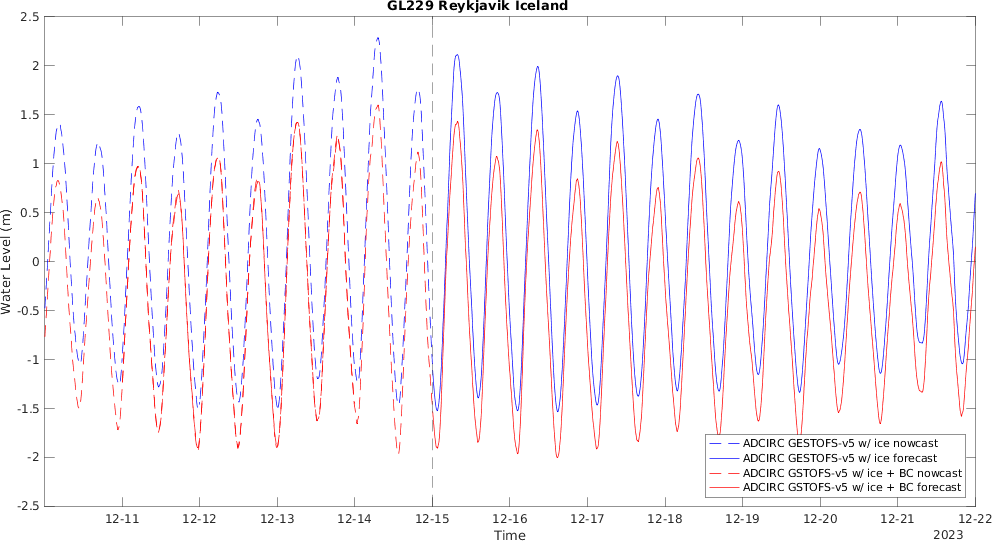 GL229 Reykjavik Iceland
2.5
2
1.5
1
0.5
0
-0.5
-1
-1.5
-2
-2.5
Water Level (m)
ADCIRC GESTOFS-v5 w/ ice nowcast
ADCIRC GESTOFS-v5 w/ ice forecast
ADCIRC GSTOFS-v5 w/ ice + BC nowcast
ADCIRC GSTOFS-v5 w/ ice + BC forecast
12-11 12-12 12-13 12-14 12-15 12-16 12-17 12-18 12-19 12-20 12-21 12-22
Time
2023